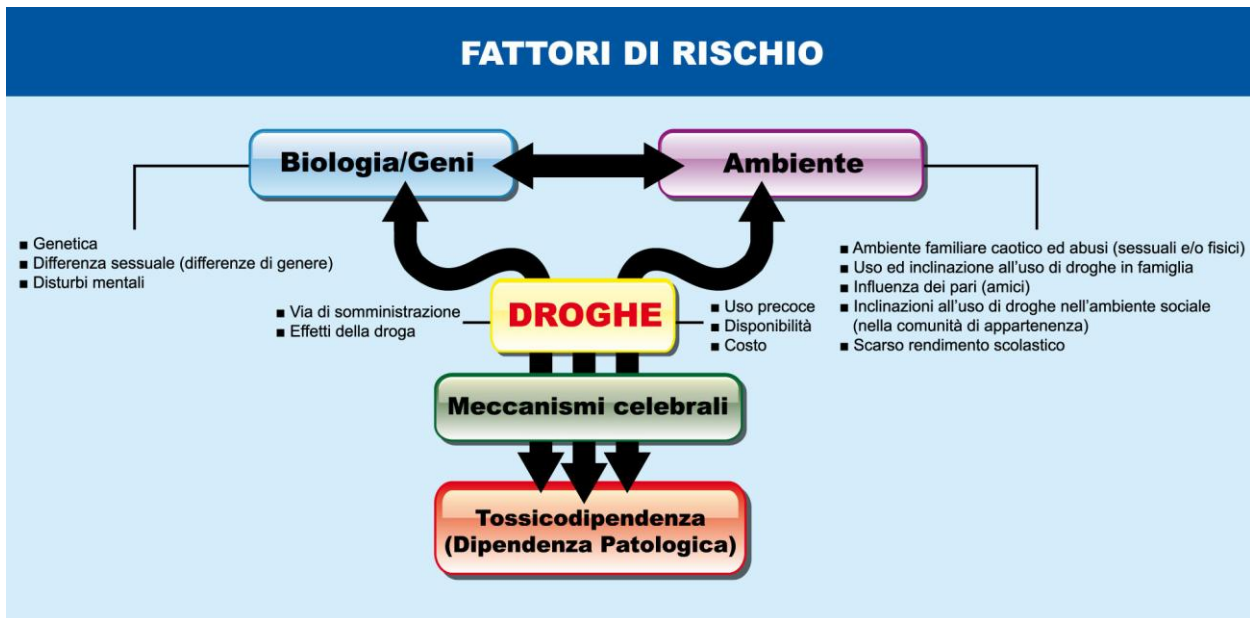 FATTORI DI RISCHIO
Biologia/Geni
Ambiente
■ Genetica
■ Differenza sessuale (differenze di genere)
■ Disturbi mentali
■ Ambiente familiare caotico ed abusi (sessuali e/o fisici)
■ Uso ed inclinazione all'uso di droghe in famiglia
■ Influenza dei pari (amici)
■ Inclinazioni all'uso di droghe nell'ambiente sociale
(nella comunità di appartenenza)
■ Scarso rendimento scolastico
■ Via di somministrazione
■ Effetti della droga
DROGHE
■ Uso precoce
■ Disponibilità
■ Costo
Meccanismi celebrali
Tossicodipendenza
(Dipendenza Patologica)